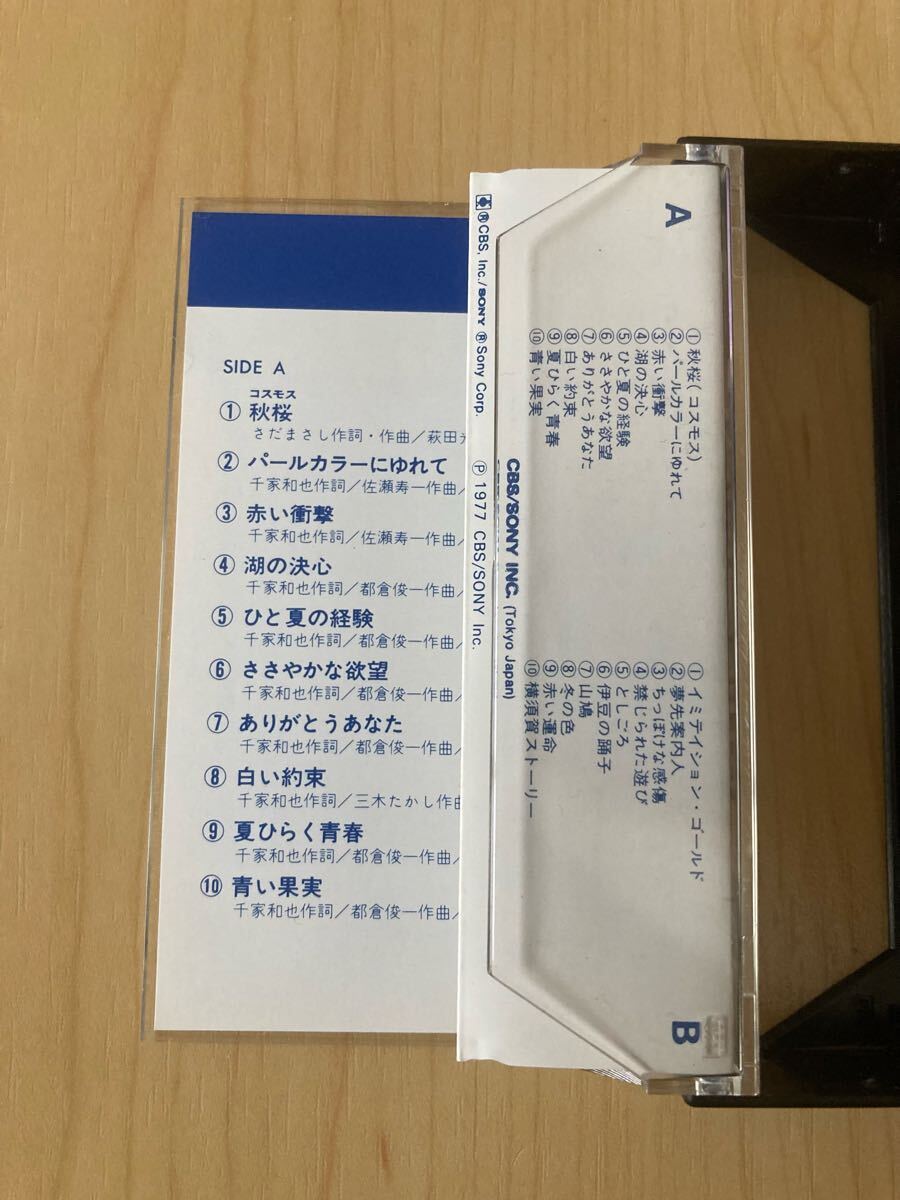 SIDE A
コスモス
① 秋桜
さだまさし作詞・作曲／萩田
② パールカラーにゆれて
千家和也作詞／佐瀬寿一作曲／
③ 赤い衝撃
千家和也作詞／佐瀬寿一作曲／
④ 湖の決心
千家和也作詞／都倉俊一作曲／
⑤ ひと夏の経験
千家和也作詞／都倉俊一作曲／
⑥ ささやかな欲望
千家和也作詞／都倉俊一作曲／
⑦ ありがとうあなた
千家和也作詞／都倉俊一作曲／
⑧ 白い約束
千家和也作詞／三木たかし作曲
⑨ 夏ひらく青春
千家和也作詞／都倉俊一作曲／
⑩ 青い果実
千家和也作詞／都倉俊一作曲／
A
①秋桜(コスモス)
②パールカラーにゆれて
③赤い衝撃
④湖の決心
⑤ひと夏の経験
⑥ささやかな欲望
⑦ありがとうあなた
⑧白い約束
⑨夏ひらく青春
⑩青い果実
B
①イミテイション・ゴールド
②夢先案内人
③ちっぽけな感傷
④禁じられた遊び
⑤としごろ
⑥伊豆の踊子
⑦山鳩
⑧冬の色
⑨赤い運命
⑩横須賀ストーリー
CBS/SONY INC. (Tokyo Japan)
®CBS, Inc./SONY ®Sony Corp. ℗ 1977 CBS/SONY Inc.